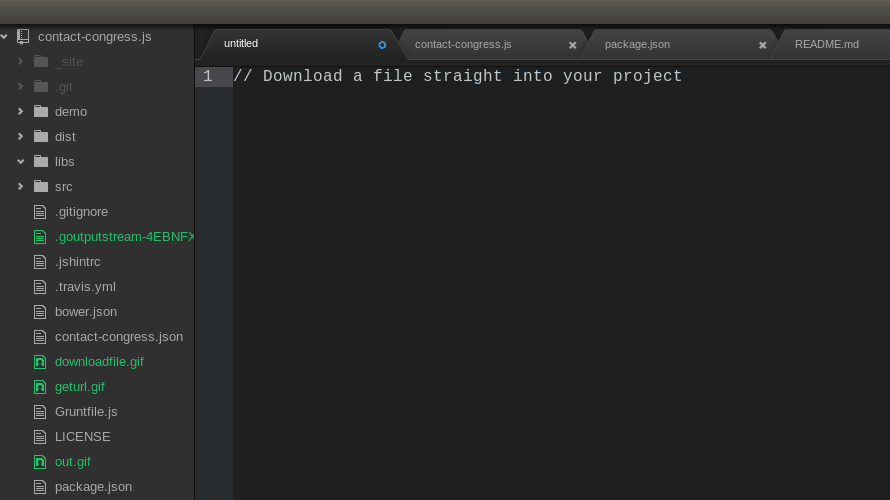 contact-congress.js
_site
.git
demo
dist
libs
src
.gitignore
.goutputstream-4EBNFX
.jshintrc
.travis.yml
bower.json
contact-congress.json
downloadfile.gif
geturl.gif
Gruntfile.js
LICENSE
out.gif
package.json
untitled
contact-congress.js
package.json
README.md
1 // Download a file straight into your project